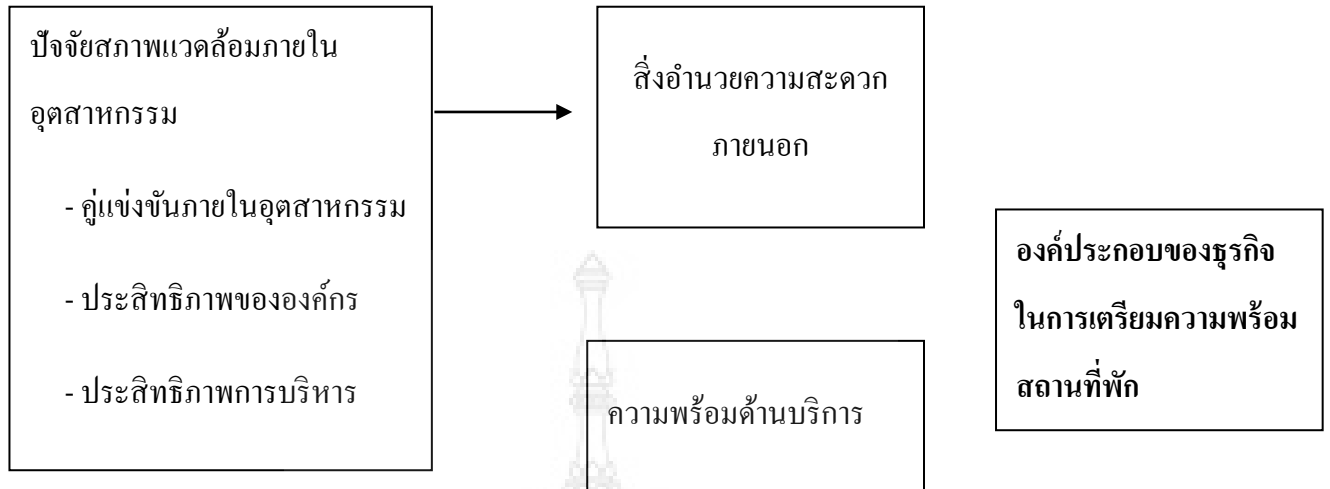 ปัจจัยสภาพแวดล้อมภายใน
อุตสาหกรรม
- คู่แข่งขันภายในอุตสาหกรรม
- ประสิทธิภาพขององค์กร
- ประสิทธิภาพการบริหาร
สิ่งอำนวยความสะดวก
ภายนอก
ความพร้อมด้านบริการ
องค์ประกอบของธุรกิจ
ในการเตรียมความพร้อม
สถานที่พัก